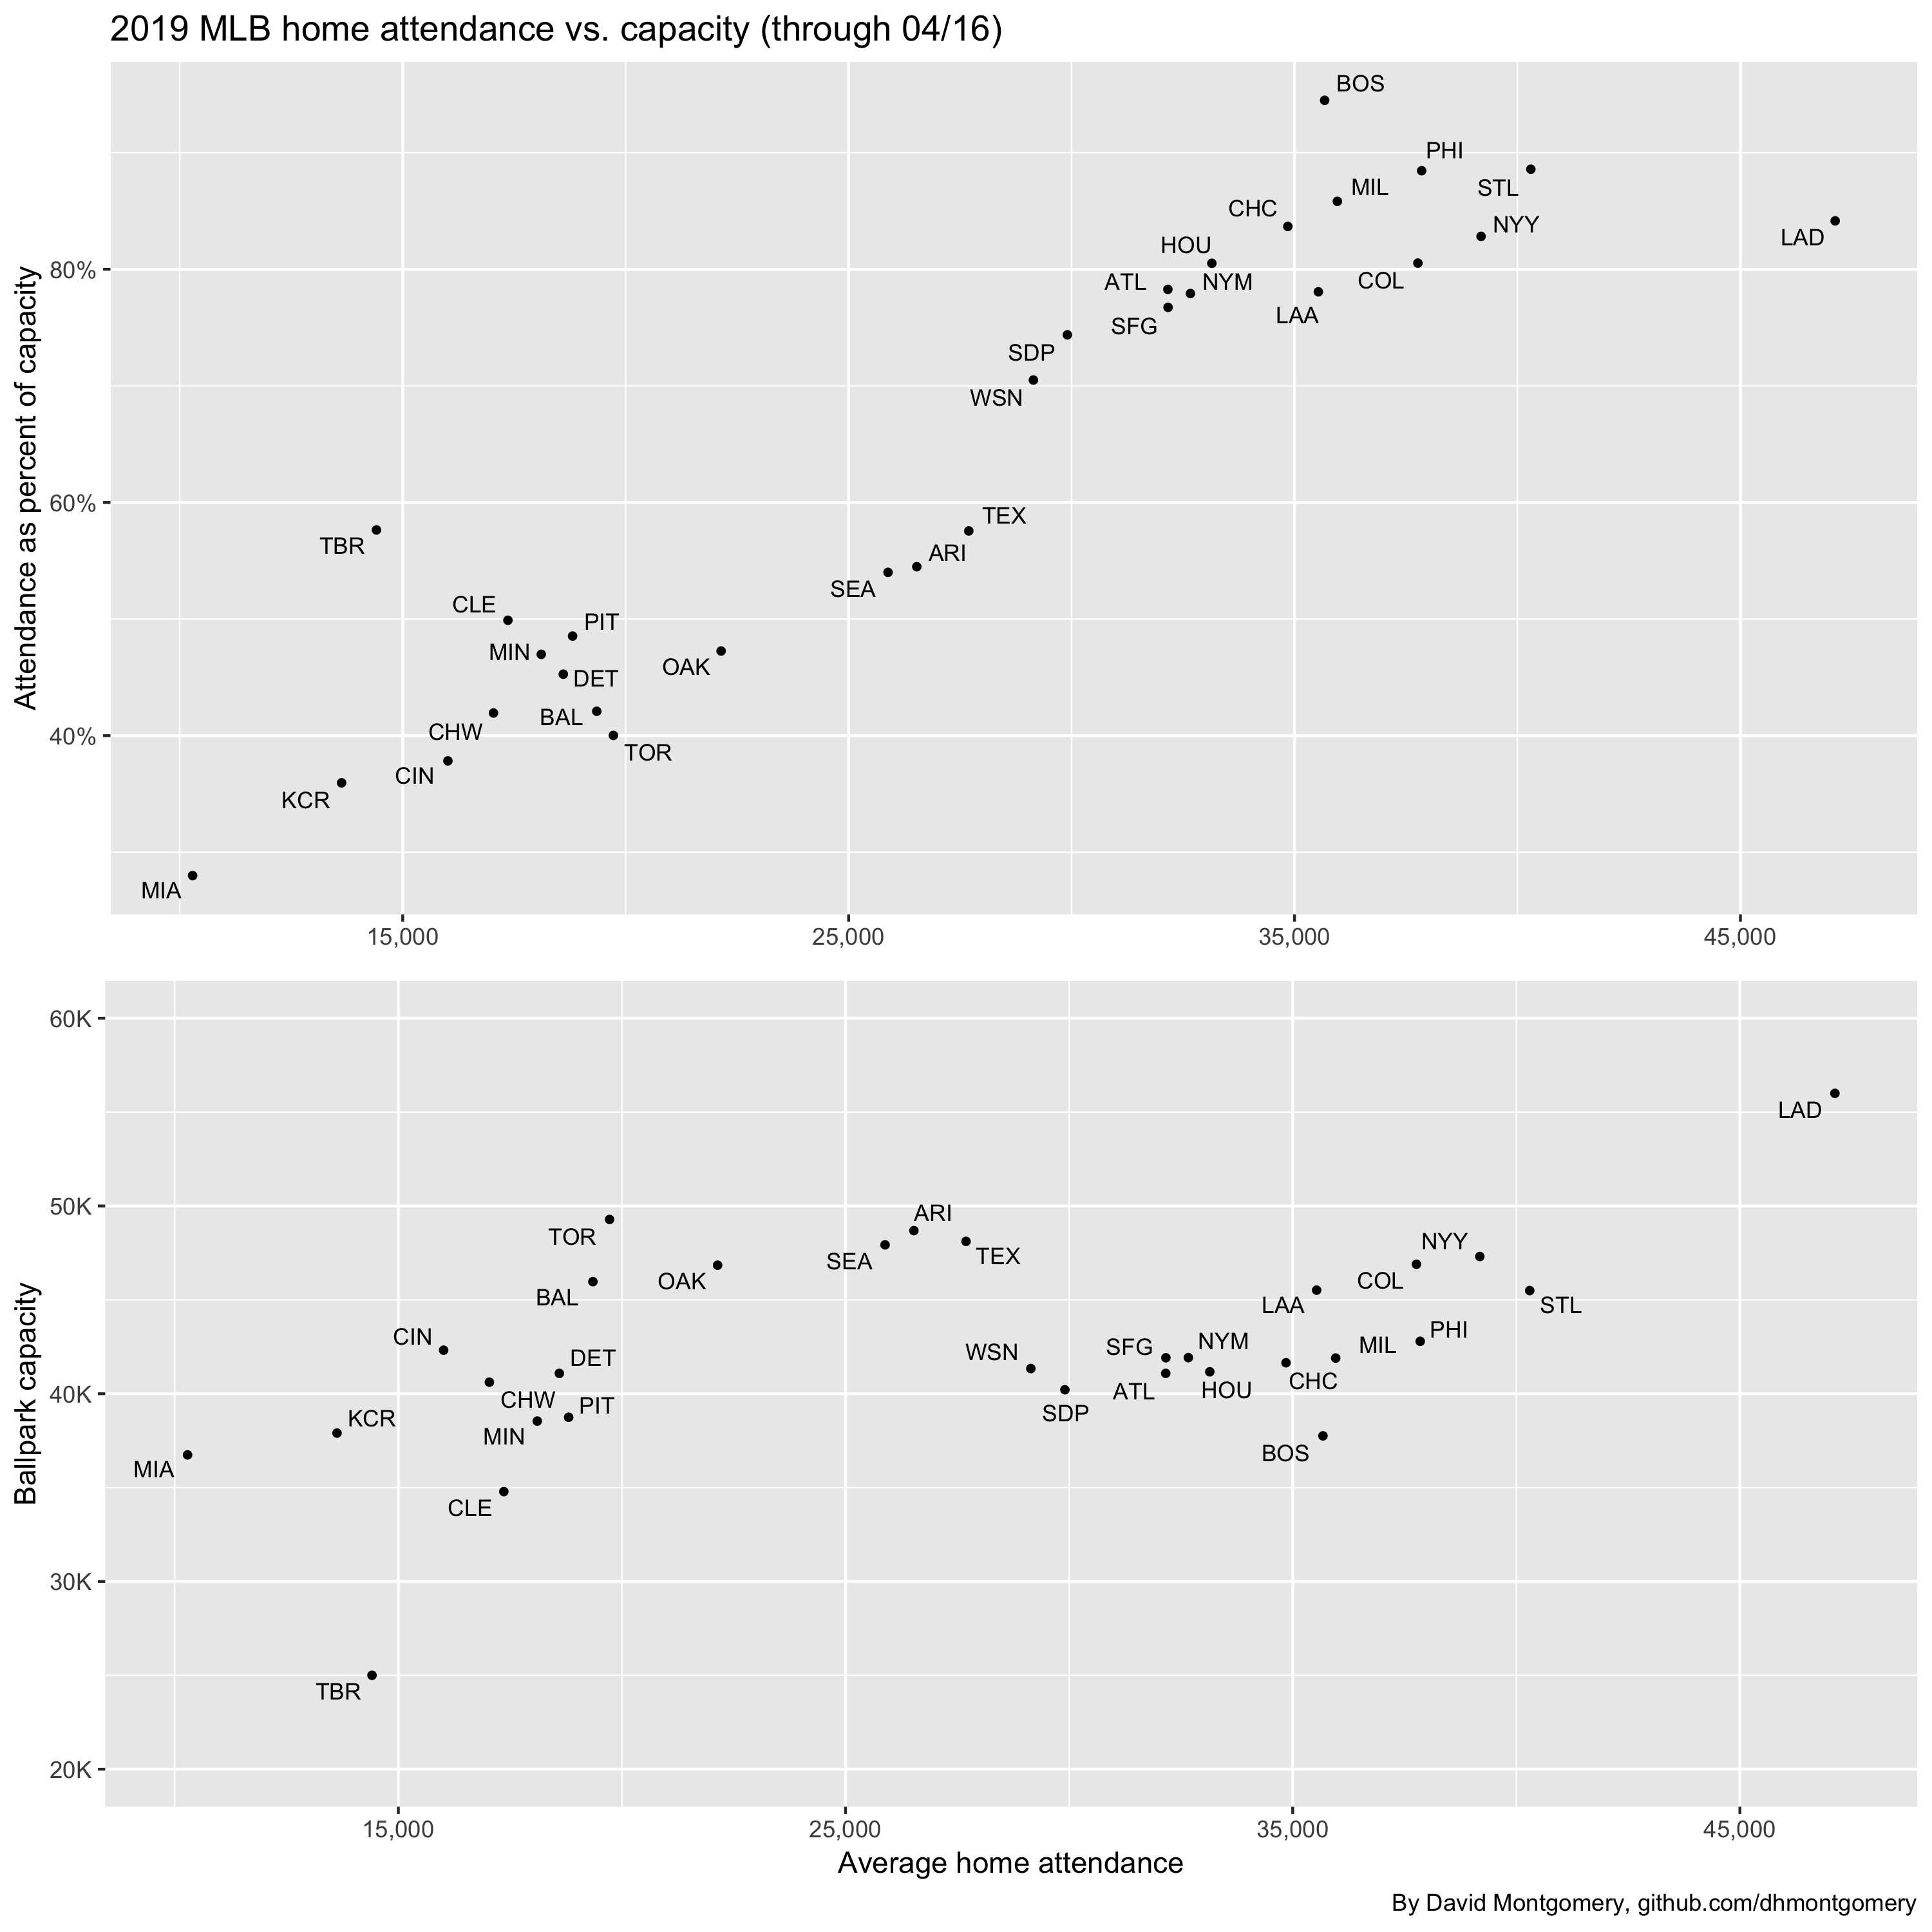 2019 MLB home attendance vs. capacity (through 04/16)
Attendance as percent of capacity
80%
60%
40%
BOS
PHI
MIL
STL
CHC
NYY
LAD
HOU
COL
ATL
NYM
LAA
SFG
SDP
WSN
TEX
TBR
ARI
SEA
CLE
PIT
MIN
OAK
DET
BAL
CHW
TOR
CIN
KCR
MIA
15,000 25,000 35,000 45,000
Ballpark capacity
60K
50K
40K
30K
20K
LAD
ARI
TOR
NYY
TEX
SEA
OAK
COL
BAL
LAA
STL
PHI
CIN
NYM
MIL
SFG
WSN
DET
CHC
HOU
ATL
CHW
PIT
SDP
KCR
MIN
BOS
MIA
CLE
TBR
15,000 25,000 35,000 45,000
Average home attendance
By David Montgomery, github.com/dhmontgomery